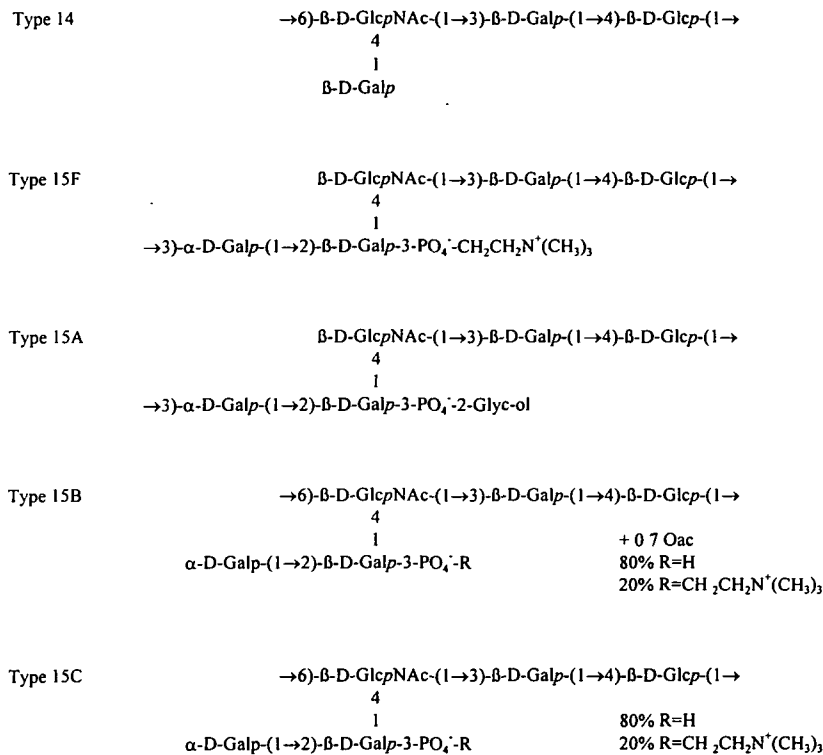 Type 14 →6)-ß-D-GlcpNAc-(1→3)-ß-D-Galp-(1→4)-ß-D-Glcp-(1→
4
1
ß-D-Galp
Type 15F ß-D-GlcpNAc-(1→3)-ß-D-Galp-(1→4)-ß-D-Glcp-(1→
4
1
→3)-α-D-Galp-(1→2)-ß-D-Galp-3-PO₄⁻-CH₂CH₂N⁺(CH₃)₃
Type 15A ß-D-GlcpNAc-(1→3)-ß-D-Galp-(1→4)-ß-D-Glcp-(1→
4
1
→3)-α-D-Galp-(1→2)-ß-D-Galp-3-PO₄⁻-2-Glyc-ol
Type 15B →6)-ß-D-GlcpNAc-(1→3)-ß-D-Galp-(1→4)-ß-D-Glcp-(1→
4
1 + 0 7 Oac
α-D-Galp-(1→2)-ß-D-Galp-3-PO₄⁻-R 80% R=H
20% R=CH₂CH₂N⁺(CH₃)₃
Type 15C →6)-ß-D-GlcpNAc-(1→3)-ß-D-Galp-(1→4)-ß-D-Glcp-(1→
4
1 80% R=H
α-D-Galp-(1→2)-ß-D-Galp-3-PO₄⁻-R 20% R=CH₂CH₂N⁺(CH₃)₃